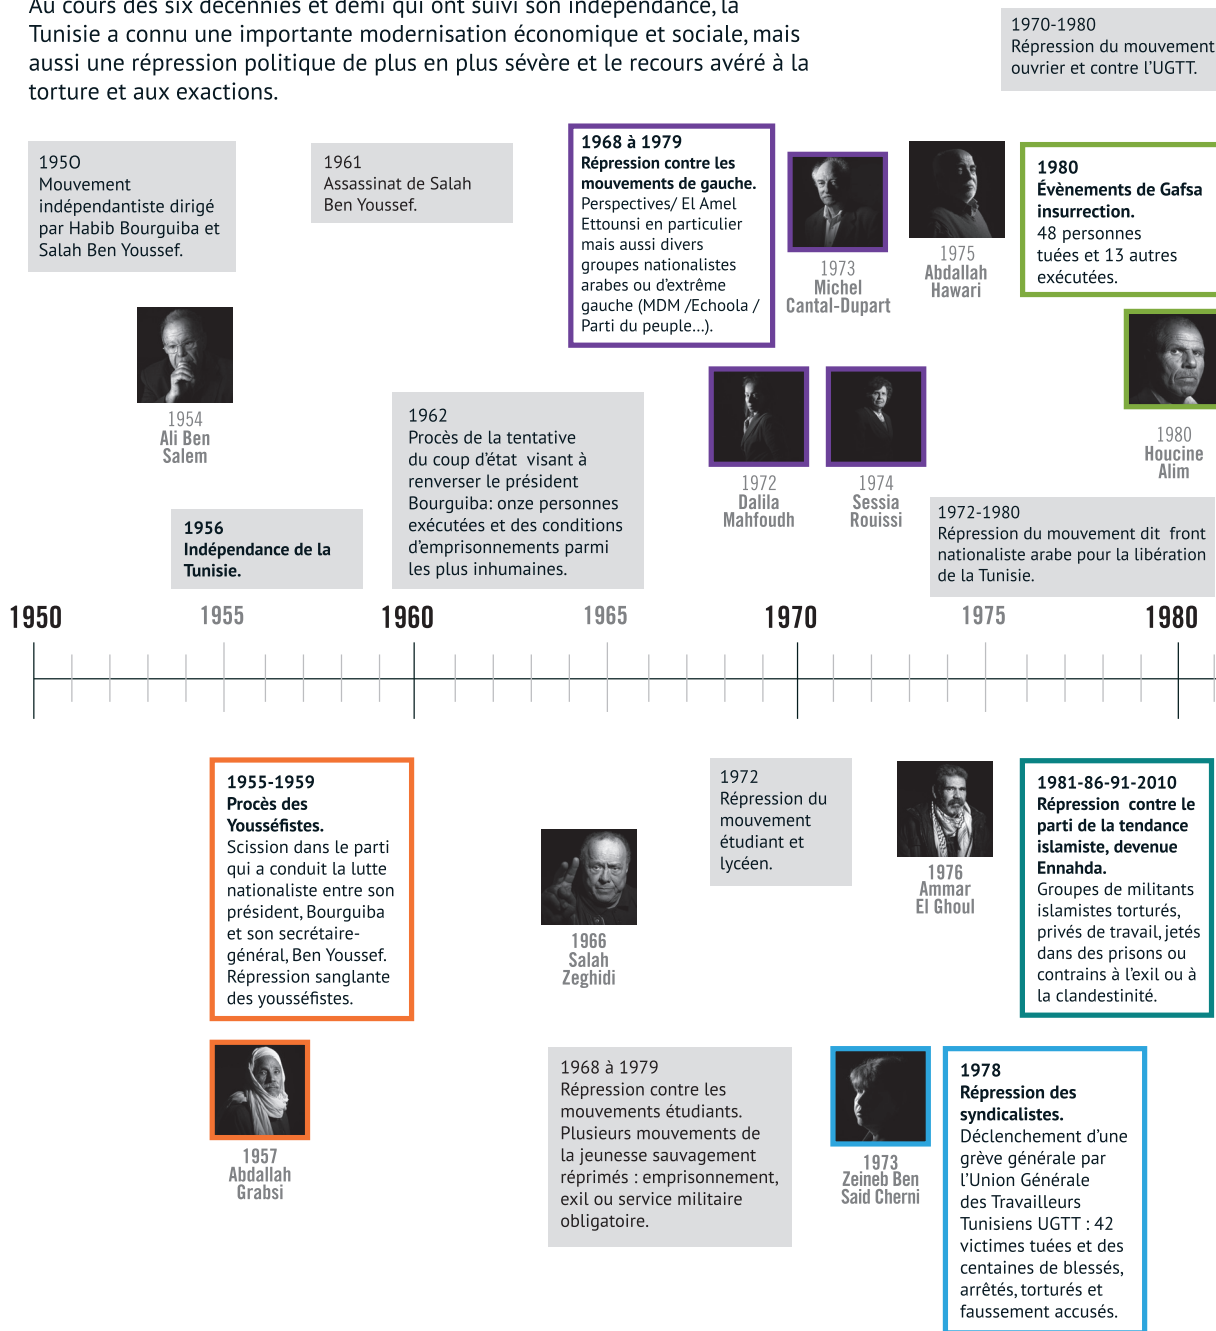 Au cours des six décennies et demi qui ont suivi son indépendance, la
Tunisie a connu une importante modernisation économique et sociale, mais
aussi une répression politique de plus en plus sévère et le recours avéré à la
torture et aux exactions.
1970-1980
Répression du mouvement
ouvrier et contre l’UGTT.
195O
Mouvement
indépendantiste dirigé
par Habib Bourguiba et
Salah Ben Youssef.
1961
Assassinat de Salah
Ben Youssef.
1968 à 1979
Répression contre les
mouvements de gauche.
Perspectives/ El Amel
Ettounsi en particulier
mais aussi divers
groupes nationalistes
arabes ou d’extrême
gauche (MDM /Echoola /
Parti du peuple...).
1973
Michel
Cantal-Dupart
1975
Abdallah
Hawari
1980
Évènements de Gafsa
insurrection.
48 personnes
tuées et 13 autres
exécutées.
1954
Ali Ben
Salem
1962
Procès de la tentative
du coup d’état visant à
renverser le président
Bourguiba: onze personnes
exécutées et des conditions
d’emprisonnements parmi
les plus inhumaines.
1972
Dalila
Mahfoudh
1974
Sessia
Rouissi
1980
Houcine
Alim
1956
Indépendance de la
Tunisie.
1972-1980
Répression du mouvement dit front
nationaliste arabe pour la libération
de la Tunisie.
1950 1955 1960 1965 1970 1975 1980
1955-1959
Procès des
Yousséfistes.
Scission dans le parti
qui a conduit la lutte
nationaliste entre son
président, Bourguiba
et son secrétaire-
général, Ben Youssef.
Répression sanglante
des yousséfistes.
1957
Abdallah
Grabsi
1966
Salah
Zeghidi
1972
Répression du
mouvement
étudiant et
lycéen.
1976
Ammar
El Ghoul
1981-86-91-2010
Répression contre le
parti de la tendance
islamiste, devenue
Ennahda.
Groupes de militants
islamistes torturés,
privés de travail, jetés
dans des prisons ou
contrains à l’exil ou à
la clandestinité.
1968 à 1979
Répression contre les
mouvements étudiants.
Plusieurs mouvements de
la jeunesse sauvagement
réprimés : emprisonnement,
exil ou service militaire
obligatoire.
1973
Zeineb Ben
Said Cherni
1978
Répression des
syndicalistes.
Déclenchement d’une
grève générale par
l’Union Générale
des Travailleurs
Tunisiens UGTT : 42
victimes tuées et des
centaines de blessés,
arrêtés, torturés et
faussement accusés.